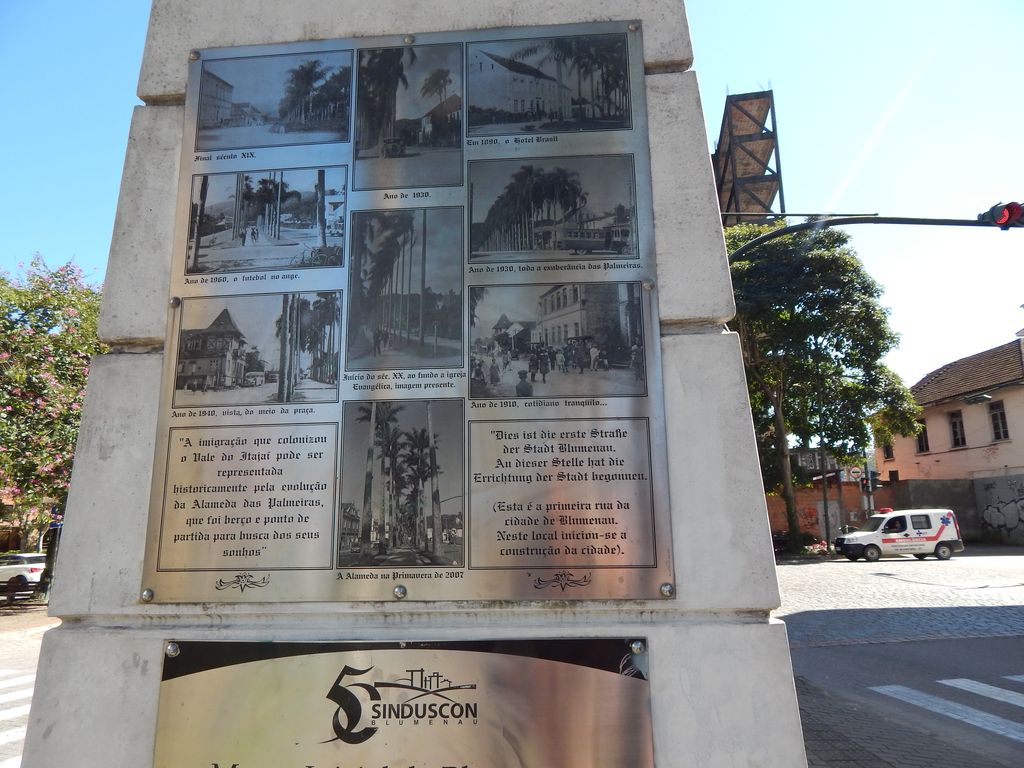 Final século XIX.
Ano de 1930.
Em 1890, o Hotel Brasil
Ano de 1960, o futebol no auge.
Ano de 1930, toda a exuberância das Palmeiras.
Início do séc. XX, ao fundo a igreja
Evangélica, imagem presente.
Ano de 1940, vista, do meio da praça.
Ano de 1910, cotidiano tranqüilo...
"A imigração que colonizou
o Vale do Itajaí pode ser
representada
historicamente pela evolução
da Alameda das Palmeiras,
que foi berço e ponto de
partida para busca dos seus
sonhos"
A Alameda na Primavera de 2007
"Dies ist die erste Straße
der Stadt Blumenau.
An dieser Stelle hat die
Errichtung der Stadt begonnen.
(Esta é a primeira rua da
cidade de Blumenau.
Neste local iniciou-se a
construção da cidade).
SINDUSCON
BLUMENAU